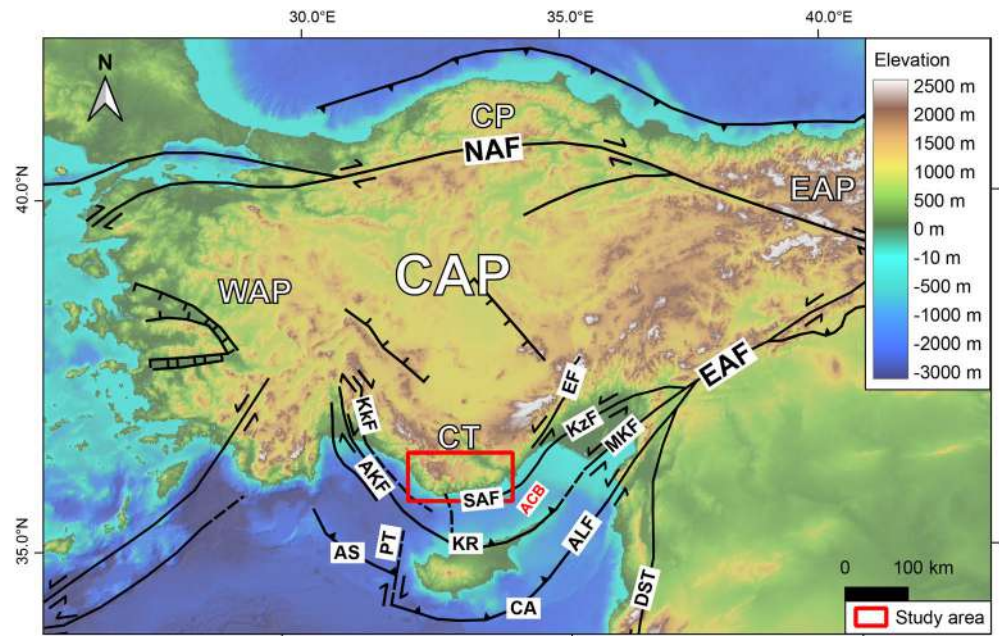 30.0°E
35.0°E
40.0°E
N
CP
NAF
EAP
40.0°N
WAP
CAP
EAF
EF
KkF
KzF
MKF
CT
AKF
SAF
ACB
ALF
KR
AS
PT
CA
DST
35.0°N
Elevation
2500 m
2000 m
1500 m
1000 m
500 m
-10 m
-500 m
-1000 m
-2000 m
-3000 m
0
100 km
Study area